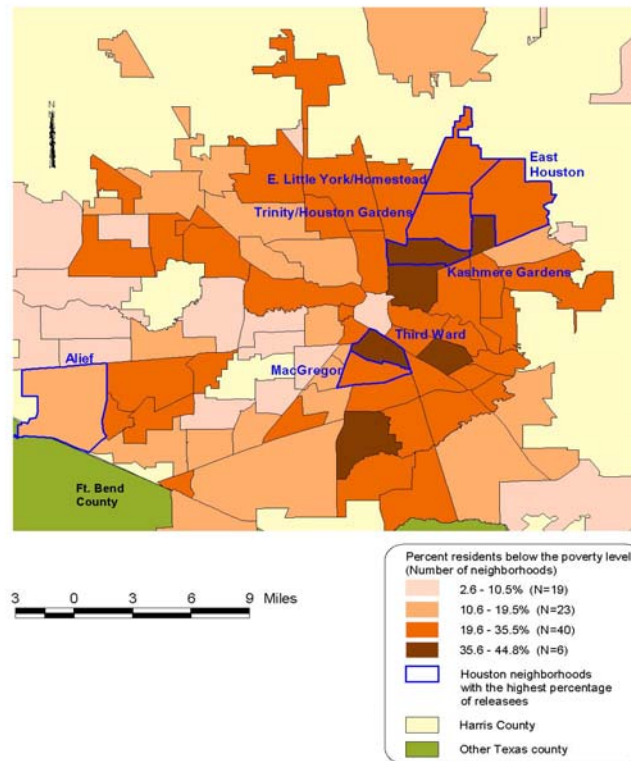 N
East
Houston
E. Little York/Homestead
Trinity/Houston Gardens
Kashmere Gardens
Third Ward
Alief
MacGregor
Ft. Bend
County
3 0 3 6 9 Miles
Percent residents below the poverty level
(Number of neighborhoods)
2.6 - 10.5% (N=19)
10.6 - 19.5% (N=23)
19.6 - 35.5% (N=40)
35.6 - 44.8% (N=6)
Houston neighborhoods
with the highest percentage
of releasees
Harris County
Other Texas county